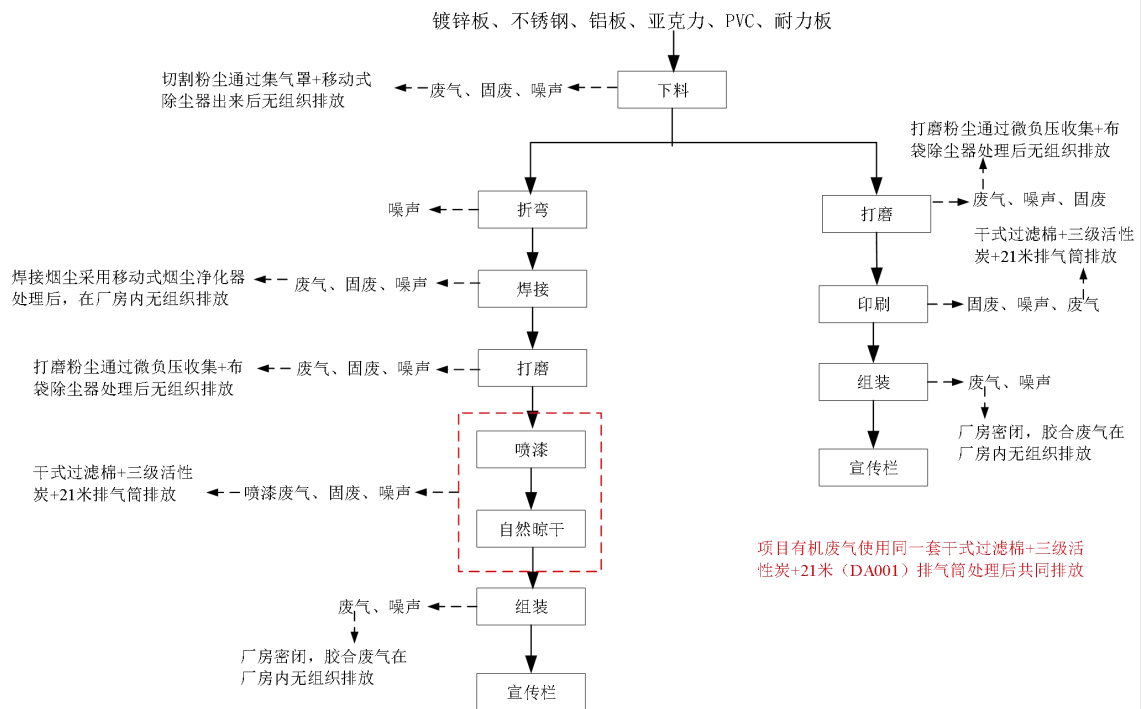 镀锌板、不锈钢、铝板、亚克力、PVC、耐力板
切割粉尘通过集气罩+移动式
除尘器出来后无组织排放
废气、固废、噪声
下料
打磨粉尘通过微负压收集+布
袋除尘器处理后无组织排放
噪声
折弯
打磨
废气、噪声、固废
干式过滤棉+三级活性
炭+21米排气筒排放
焊接烟尘采用移动式烟尘净化器
处理后，在厂房内无组织排放
废气、固废、噪声
焊接
印刷
固废、噪声、废气
打磨粉尘通过微负压收集+布
袋除尘器处理后无组织排放
废气、固废、噪声
打磨
组装
废气、噪声
厂房密闭，胶合废气在
厂房内无组织排放
喷漆
宣传栏
干式过滤棉+三级活性
炭+21米排气筒排放
喷漆废气、固废、噪声
自然晾干
项目有机废气使用同一套干式过滤棉+三级活
性炭+21米（DA001）排气筒处理后共同排放
废气、噪声
组装
厂房密闭，胶合废气在
厂房内无组织排放
宣传栏